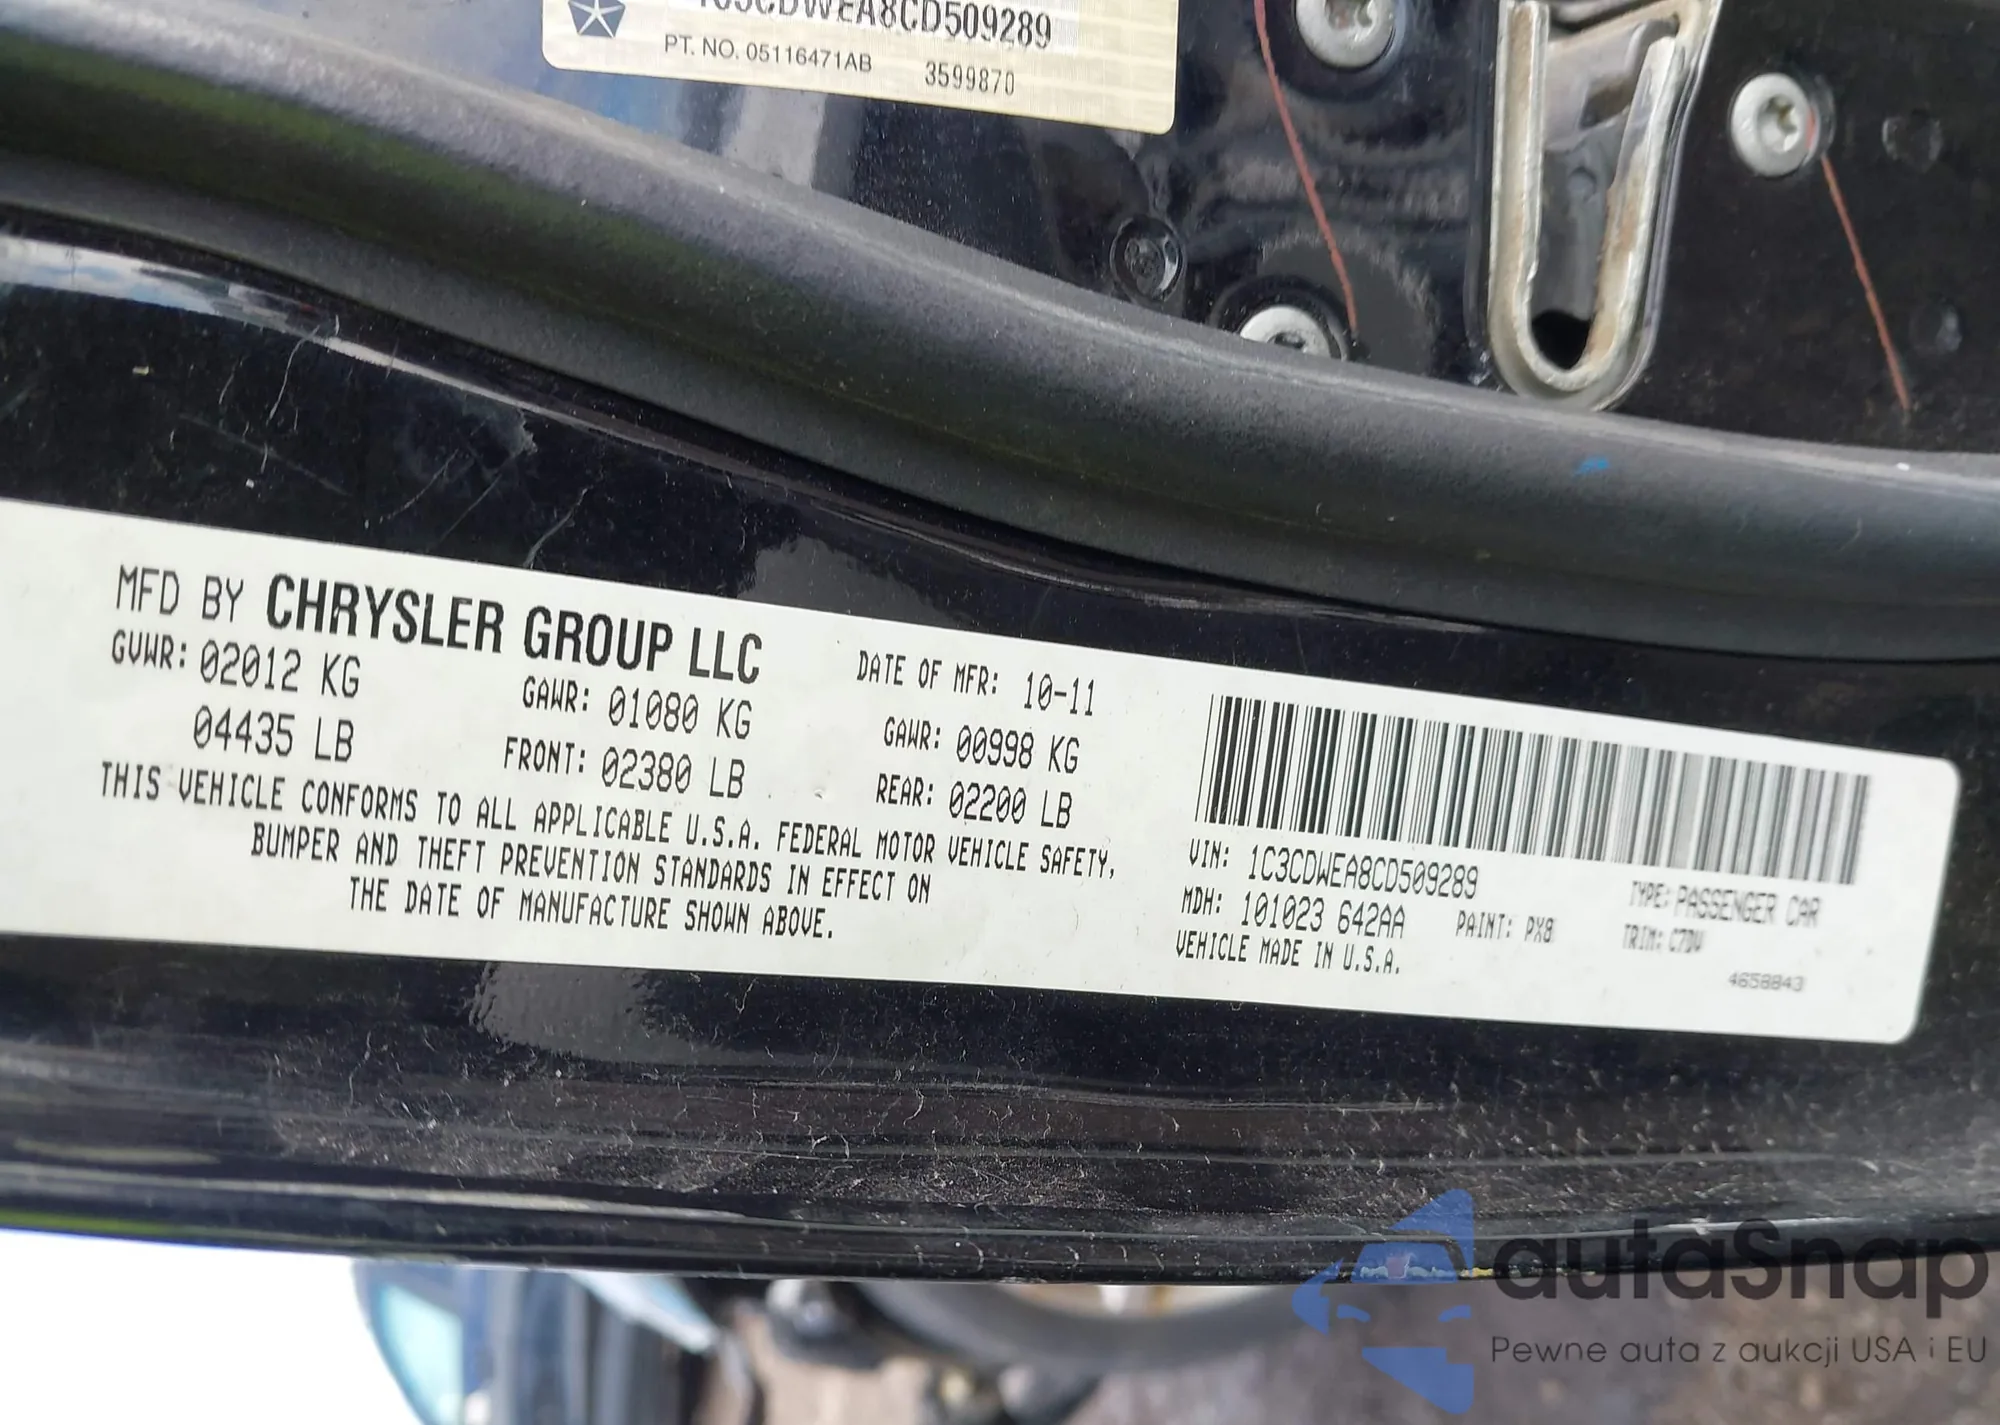 1C3CDWEA8CD509289
PT. NO. 05116471AB 3599870
MFD BY CHRYSLER GROUP LLC DATE OF MFR: 10-11
GVWR: 02012 KG GAWR: 01080 KG GAWR: 00998 KG
04435 LB FRONT: 02380 LB REAR: 02200 LB
THIS VEHICLE CONFORMS TO ALL APPLICABLE U.S.A. FEDERAL MOTOR VEHICLE SAFETY,
BUMPER AND THEFT PREVENTION STANDARDS IN EFFECT ON
THE DATE OF MANUFACTURE SHOWN ABOVE.
VIN: 1C3CDWEA8CD509289 TYPE: PASSENGER CAR
MDH: 101023 642AA PAINT: PX8 TRIM: C7DV
VEHICLE MADE IN U.S.A. 4658843
autaSnap
Pewne auta z aukcji USA i EU